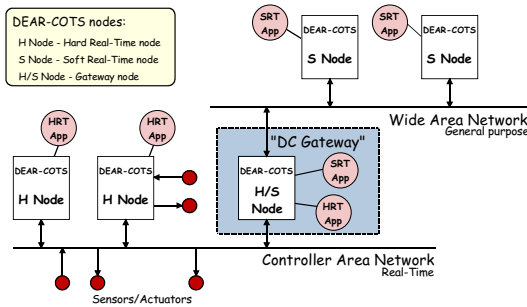 DEAR-COTS nodes:
H Node - Hard Real-Time node
S Node - Soft Real-Time node
H/S Node - Gateway node
SRT
App
DEAR-COTS
S Node
SRT
App
DEAR-COTS
S Node
Wide Area Network
General purpose
HRT
App
DEAR-COTS
H Node
HRT
App
DEAR-COTS
H Node
"DC Gateway"
DEAR-COTS
H/S
Node
SRT
App
HRT
App
Controller Area Network
Real-Time
Sensors/Actuators